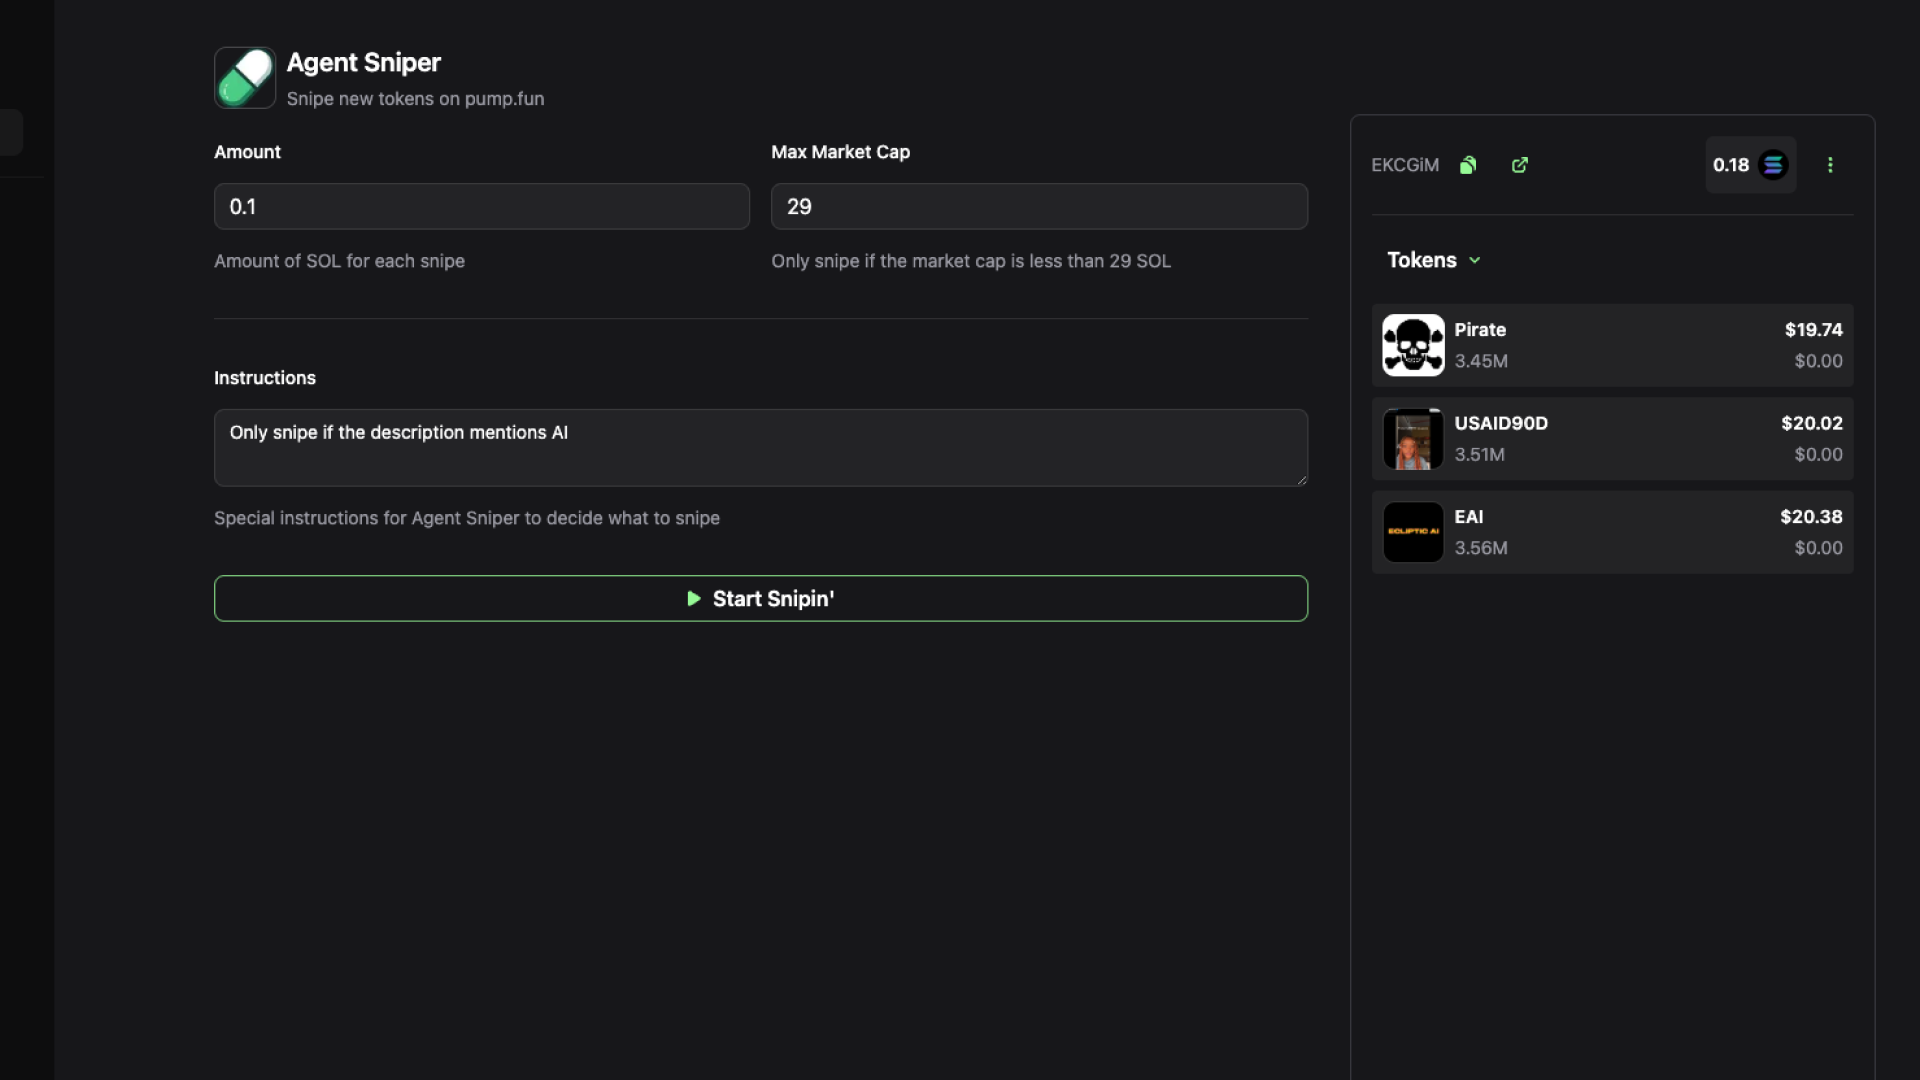 Agent Sniper
Snipe new tokens on pump.fun
Amount
0.1
Amount of SOL for each snipe
Max Market Cap
29
Only snipe if the market cap is less than 29 SOL
Instructions
Only snipe if the description mentions AI
Special instructions for Agent Sniper to decide what to snipe
Start Snipin'
EKCGiM
0.18
Tokens
Pirate
$19.74
3.45M
$0.00
USAID90D
$20.02
3.51M
$0.00
ECLIPTIC AI
EAI
$20.38
3.56M
$0.00